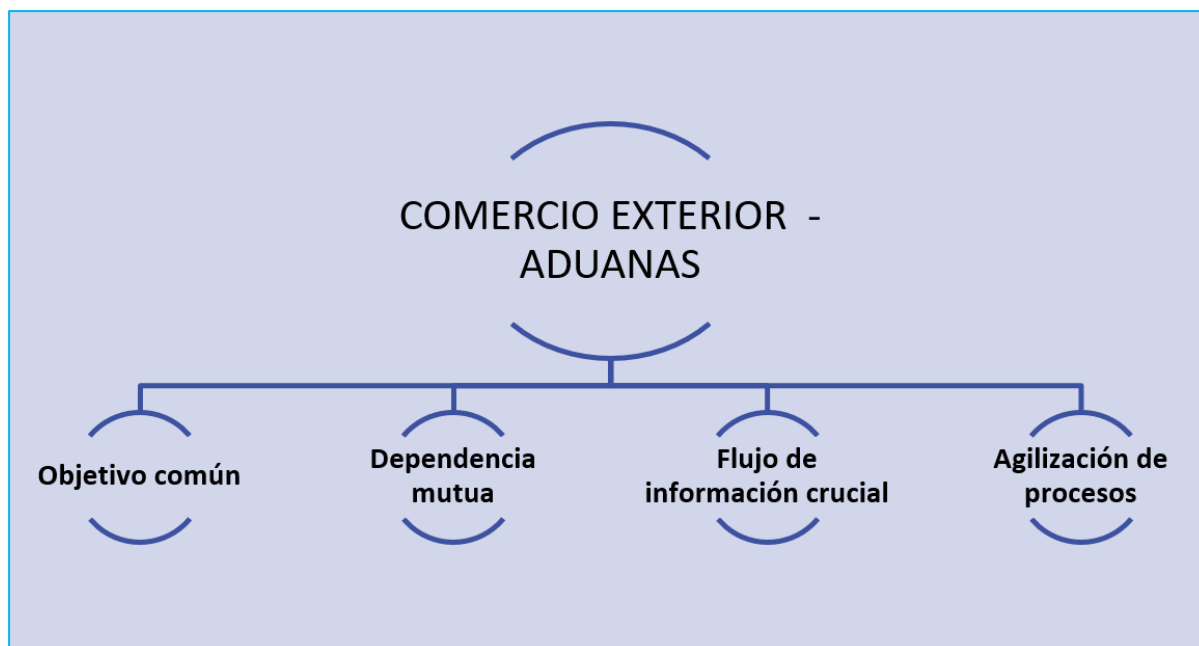 COMERCIO EXTERIOR -
ADUANAS
Objetivo común
Dependencia
mutua
Flujo de
información crucial
Agilización de
procesos